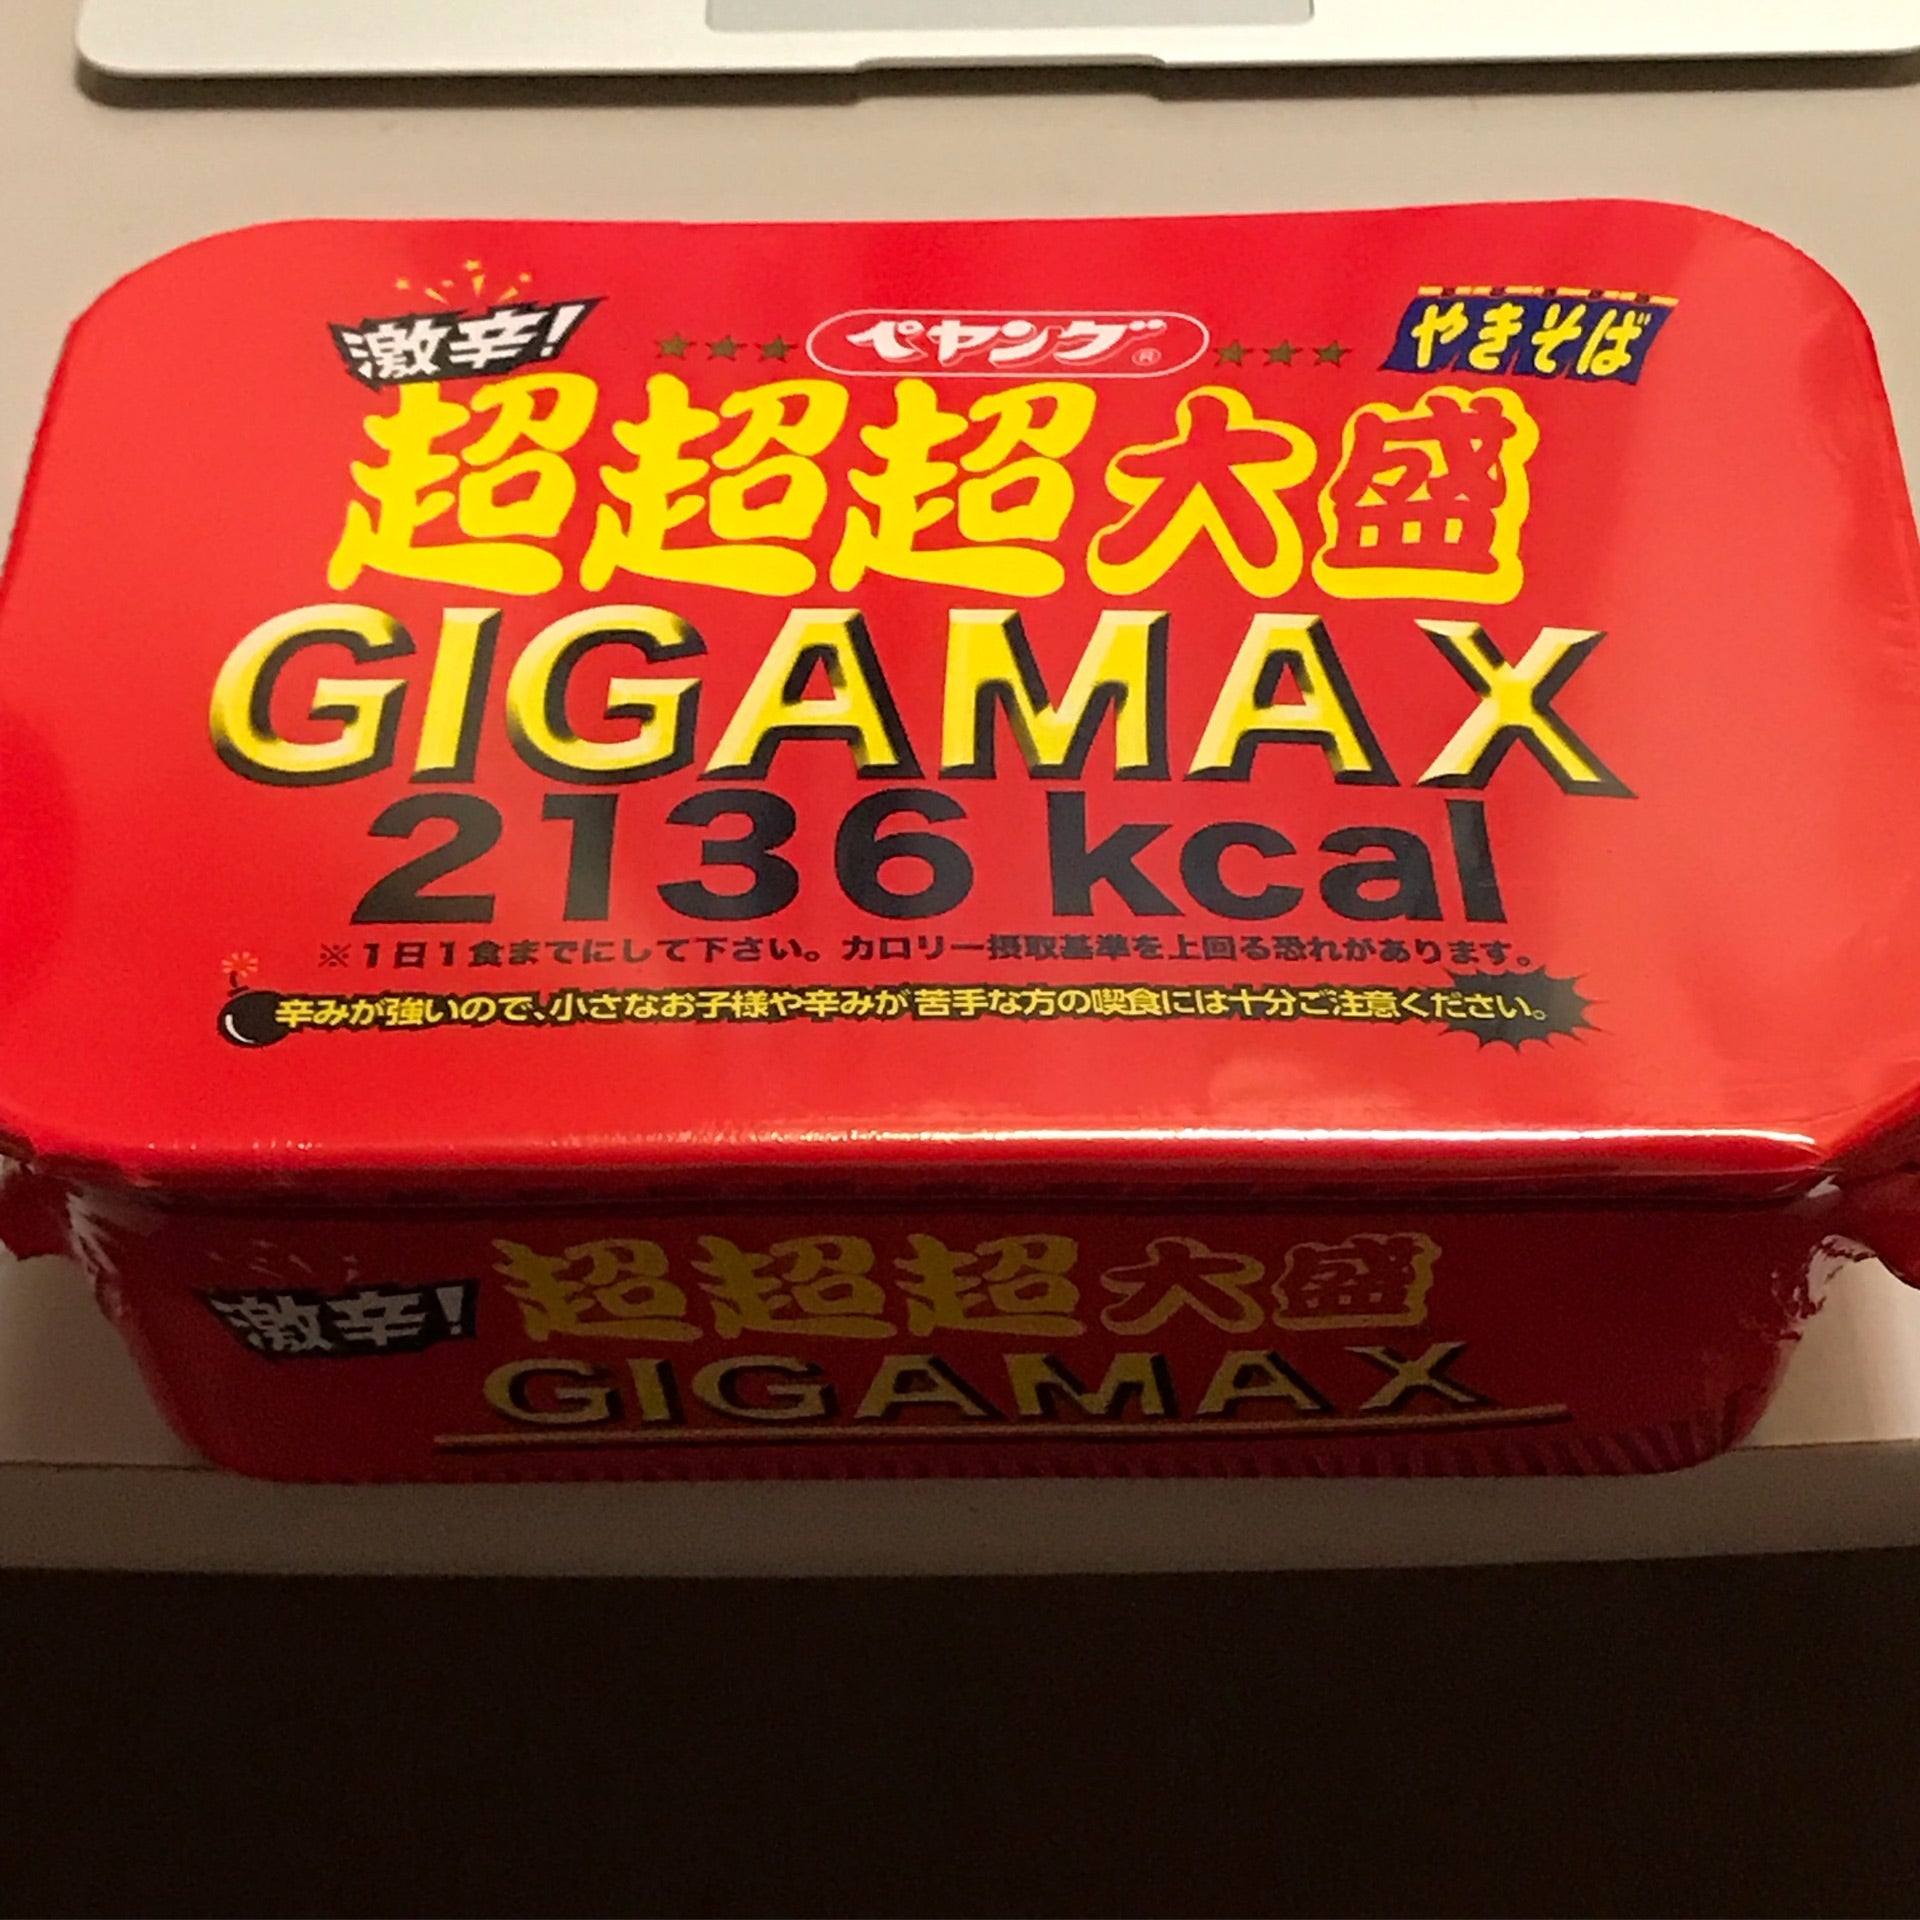 激辛!
ペヤング®
やきそば
超超超大盛
GIGAMAX
2136 kcal
※1日1食までにして下さい。カロリー摂取基準を上回る恐れがあります。
辛みが強いので、小さなお子様や辛みが苦手な方の喫食には十分ご注意ください。
激辛!
超超超大盛
GIGAMAX